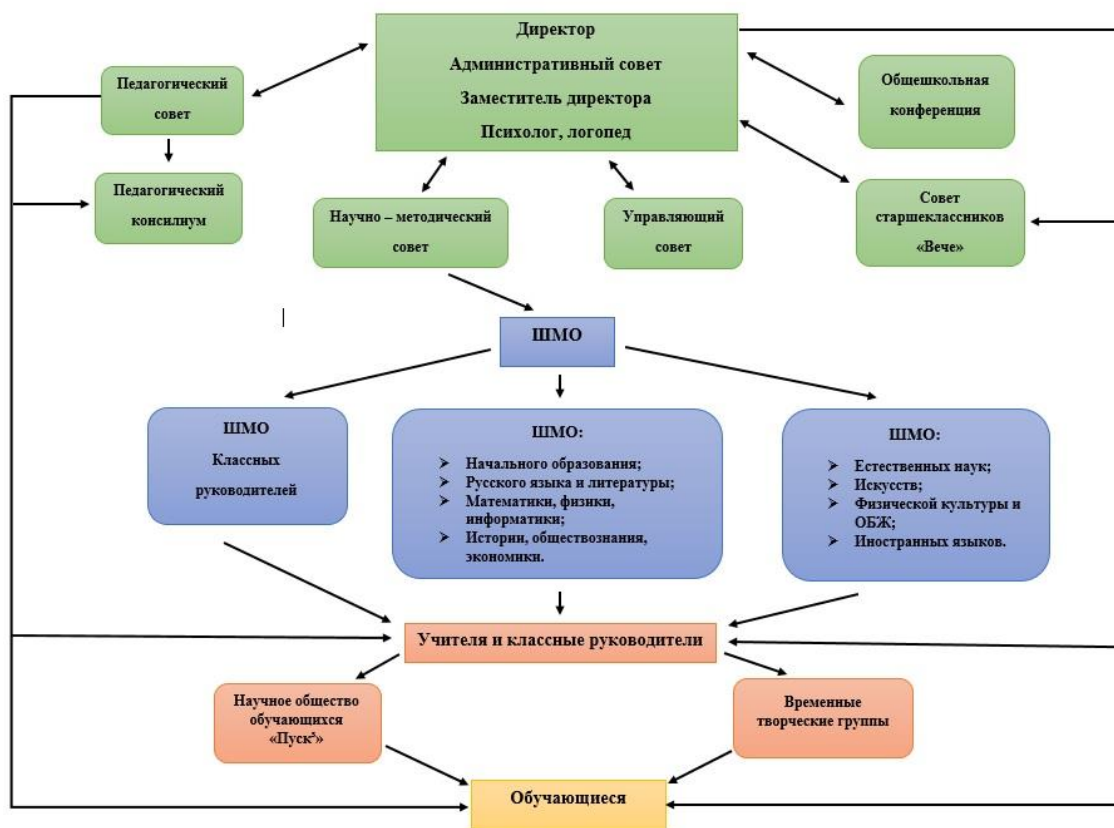 Директор
Административный совет
Заместитель директора
Психолог, логопед
Педагогический
совет
Общешкольная
конференция
Педагогический
консилиум
Научно – методический
совет
Управляющий
совет
Совет
старшеклассников
«Вече»
ШМО
ШМО
Классных
руководителей
ШМО:
➢ Начального образования;
➢ Русского языка и литературы;
➢ Математики, физики,
информатики;
➢ Истории, обществознания,
экономики.
ШМО:
➢ Естественных наук;
➢ Искусств;
➢ Физической культуры и
ОБЖ;
➢ Иностранных языков.
Учителя и классные руководители
Научное общество
обучающихся
«Пуск⁵»
Временные
творческие группы
Обучающиеся